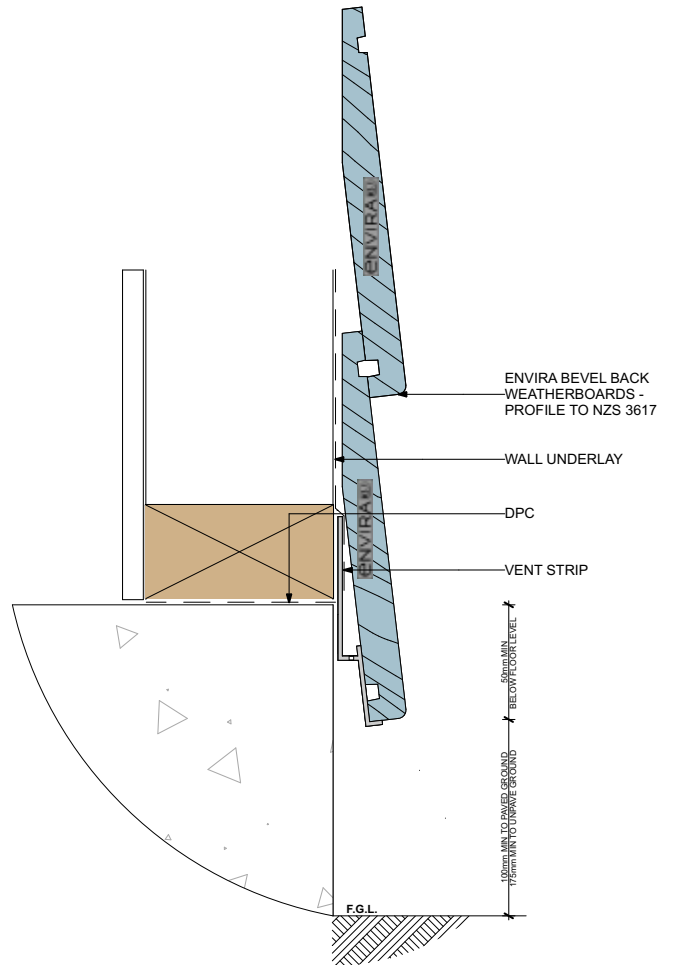 ENVIRA
ENVIRA BEVEL BACK
WEATHERBOARDS -
PROFILE TO NZS 3617
WALL UNDERLAY
ENVIRA
DPC
VENT STRIP
50mm MIN
BELOW FLOOR LEVEL
100mm MIN TO PAVED GROUND
175mm MIN TO UNPAVE GROUND
F.G.L.